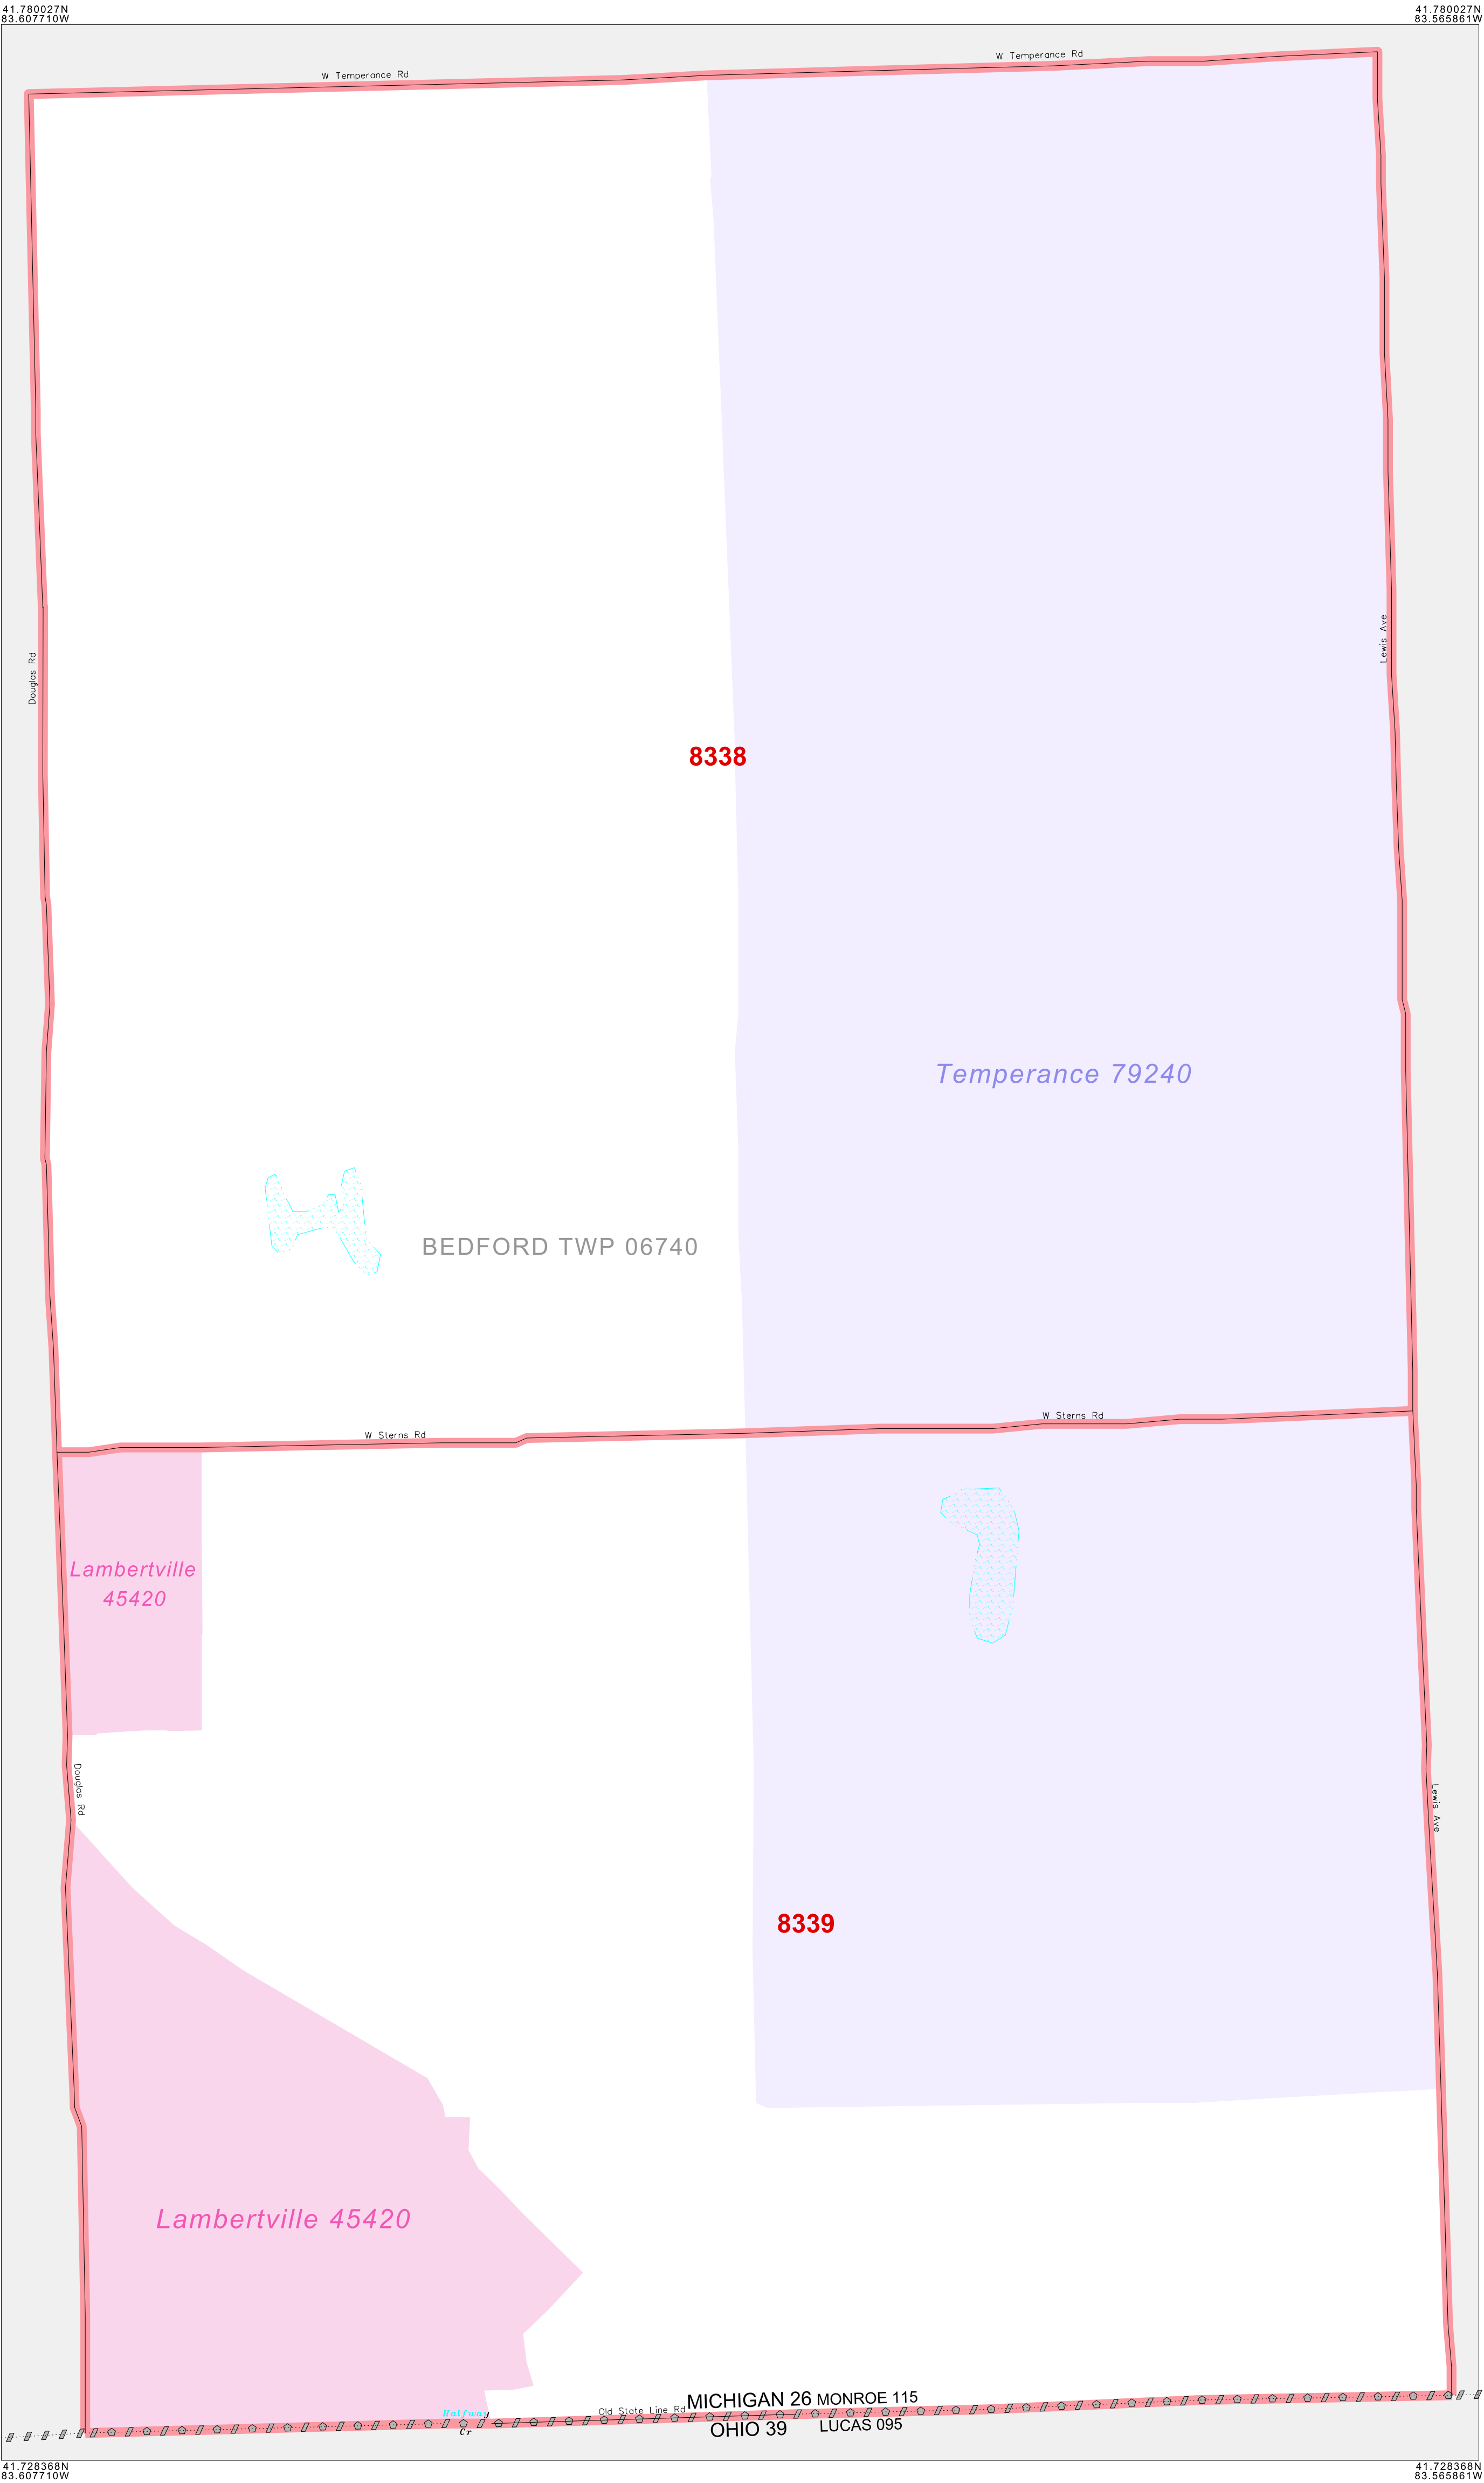 41.780027N
83.607710W
41.780027N
83.565861W
W Temperance Rd
W Temperance Rd
Douglas Rd
Lewis Ave
8338
Temperance 79240
BEDFORD TWP 06740
W Sterns Rd
W Sterns Rd
Lambertville
45420
Douglas Rd
Lewis Ave
8339
Lambertville 45420
Halfway
Cr
Old State Line Rd
MICHIGAN 26 MONROE 115
OHIO 39 LUCAS 095
41.728368N
83.607710W
41.728368N
83.565861W